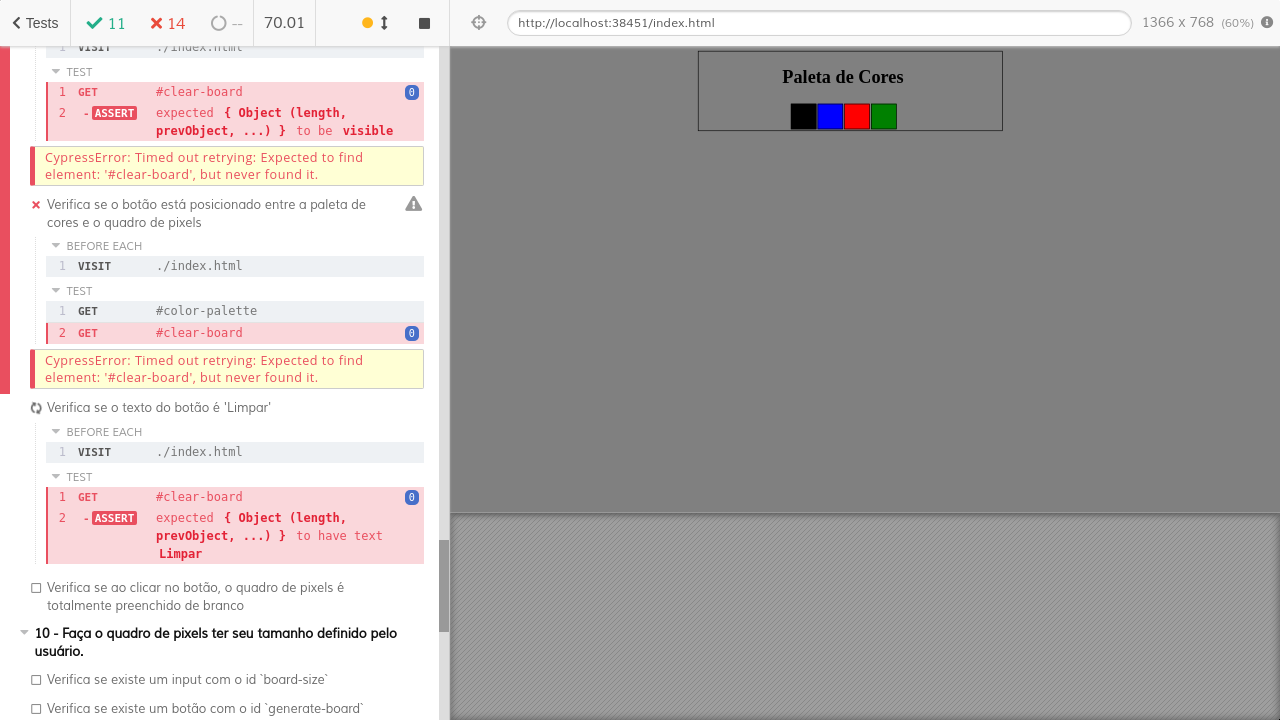 Tests 11 14 -- 70.01 http://localhost:38451/index.html 1366 x 768 (60%)
1 VISIT ./index.html
TEST
1 GET #clear-board 0
2 -ASSERT expected { Object (length,
prevObject, ...) } to be visible
CypressError: Timed out retrying: Expected to find
element: '#clear-board', but never found it.
Verifica se o botão está posicionado entre a paleta de
cores e o quadro de pixels
BEFORE EACH
1 VISIT ./index.html
TEST
1 GET #color-palette
2 GET #clear-board 0
CypressError: Timed out retrying: Expected to find
element: '#clear-board', but never found it.
Verifica se o texto do botão é 'Limpar'
BEFORE EACH
1 VISIT ./index.html
TEST
1 GET #clear-board 0
2 -ASSERT expected { Object (length,
prevObject, ...) } to have text
Limpar
Verifica se ao clicar no botão, o quadro de pixels é
totalmente preenchido de branco
10 - Faça o quadro de pixels ter seu tamanho definido pelo
usuário.
Verifica se existe um input com o id `board-size`
Verifica se existe um botão com o id `generate-board`
Paleta de Cores